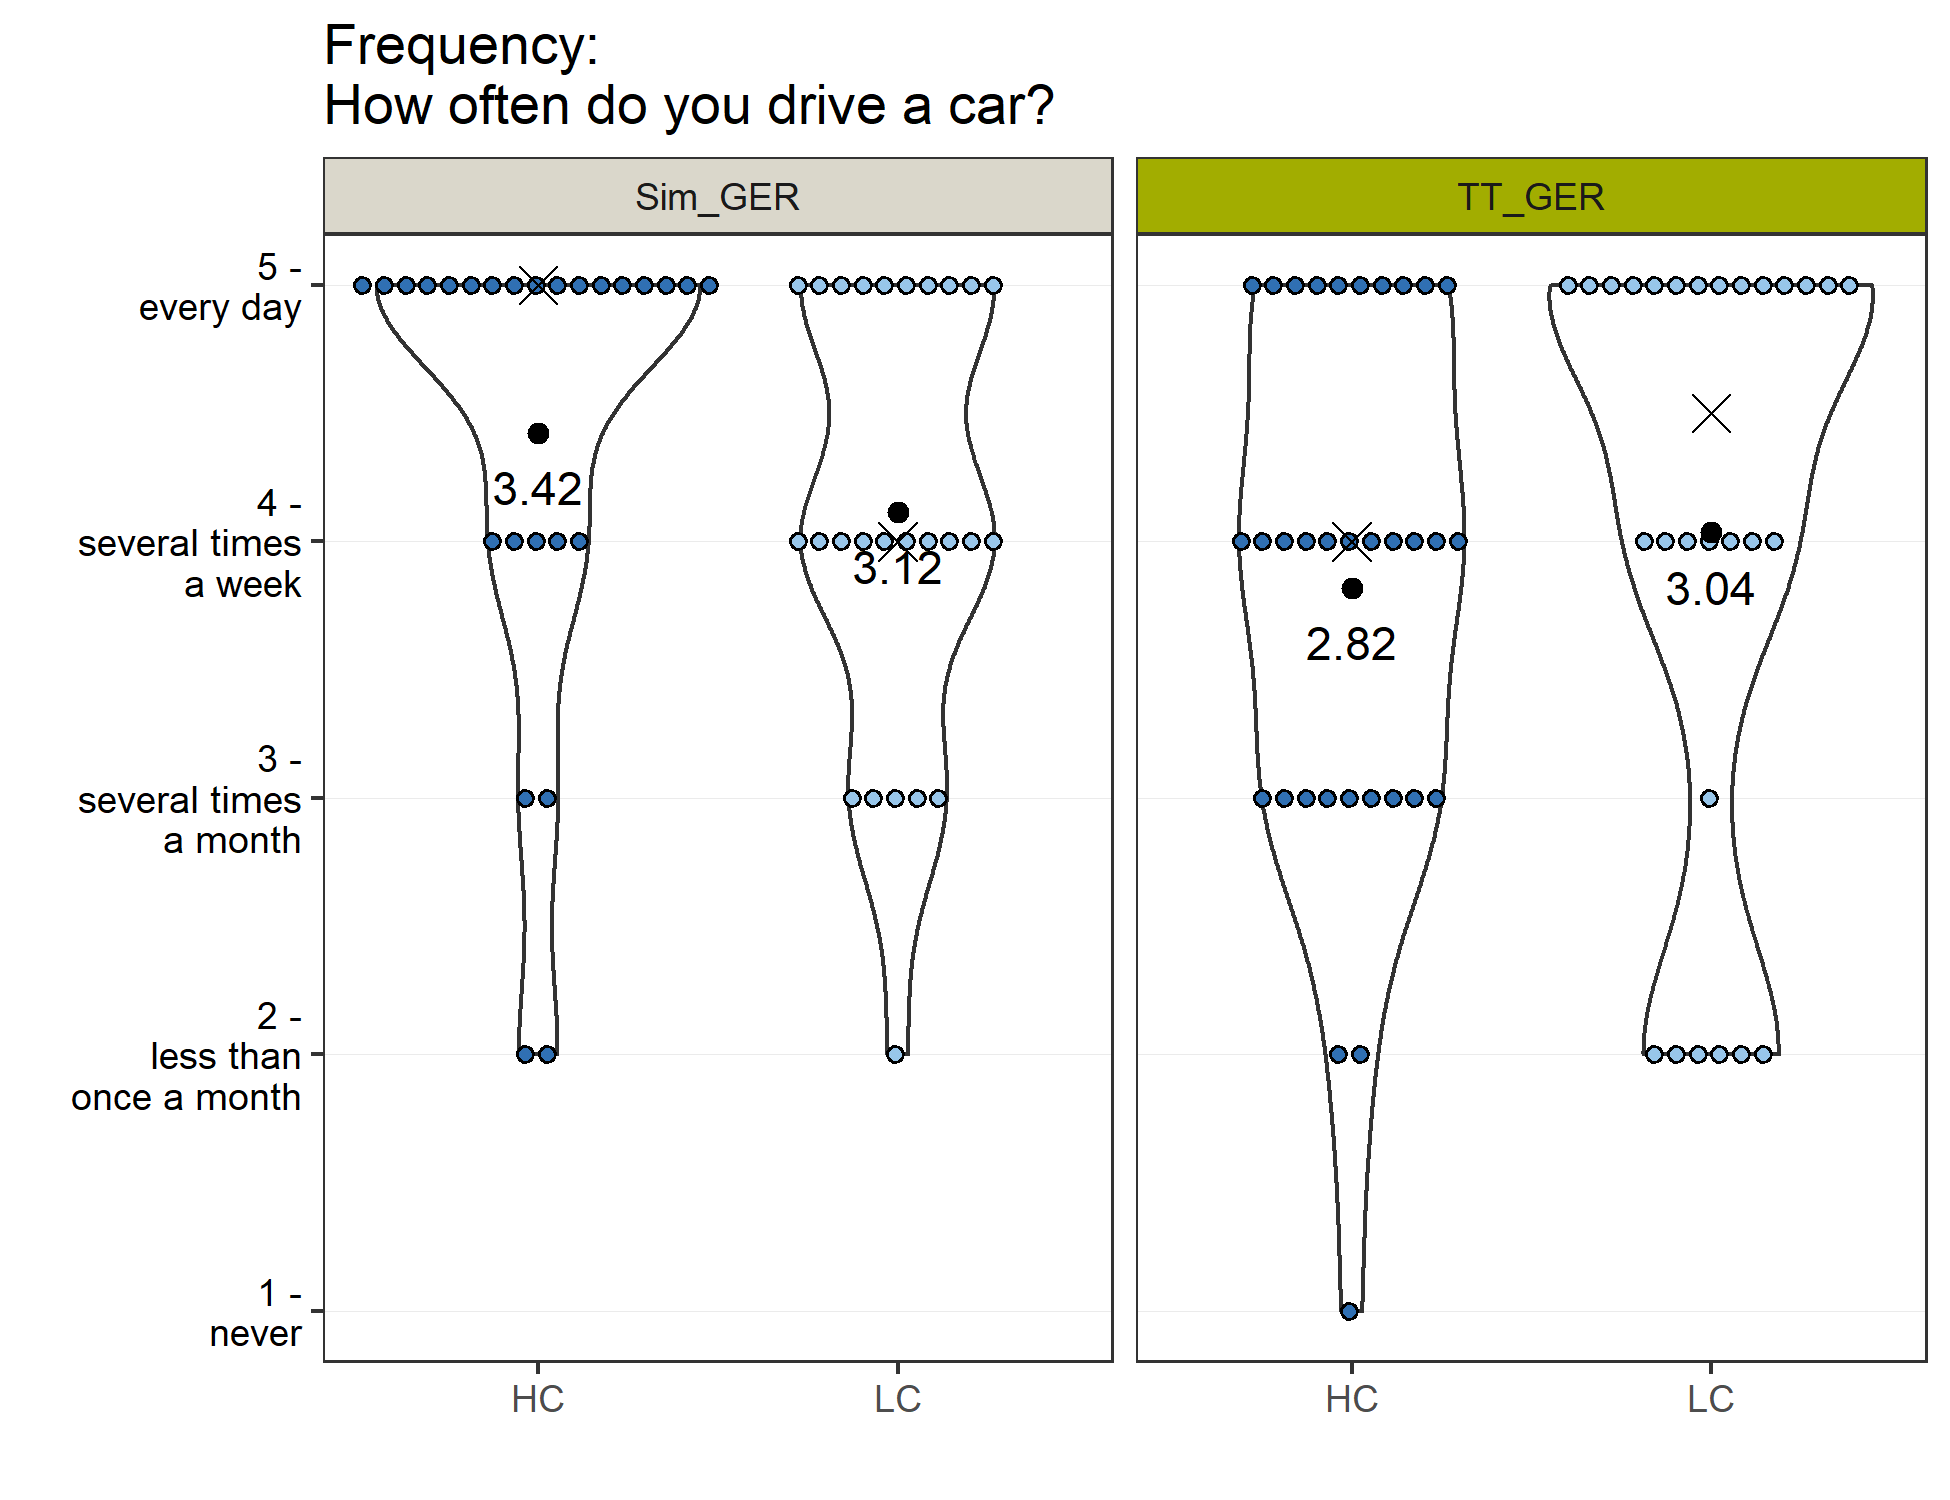 Frequency:
How often do you drive a car?
Sim_GER
TT_GER
5 -
every day
4 -
several times
a week
3 -
several times
a month
2 -
less than
once a month
1 -
never
3.42
3.12
2.82
3.04
HC
LC
HC
LC